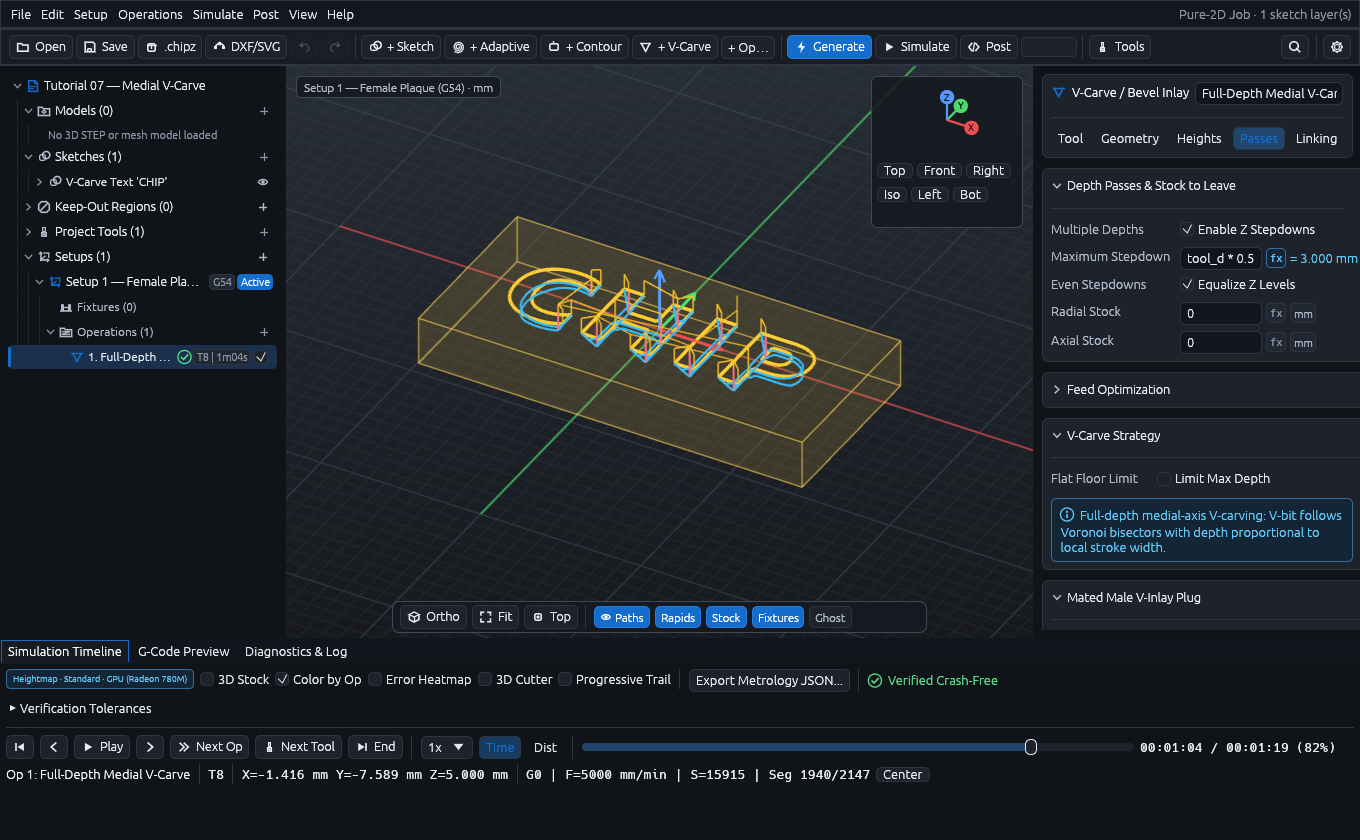 File Edit Setup Operations Simulate Post View Help
Pure-2D Job · 1 sketch layer(s)
Open Save .chipz DXF/SVG + Sketch + Adaptive + Contour + V-Carve + Op... Generate Simulate Post Tools
Tutorial 07 — Medial V-Carve
Models (0)
No 3D STEP or mesh model loaded
Sketches (1)
V-Carve Text 'CHIP'
Keep-Out Regions (0)
Project Tools (1)
Setups (1)
Setup 1 — Female Pla... G54 Active
Fixtures (0)
Operations (1)
1. Full-Depth ... T8 | 1m04s
Setup 1 — Female Plaque (G54) · mm
Z
Y
X
Top Front Right
Iso Left Bot
Ortho Fit Top Paths Rapids Stock Fixtures Ghost
V-Carve / Bevel Inlay Full-Depth Medial V-Car
Tool Geometry Heights Passes Linking
Depth Passes & Stock to Leave
Multiple Depths Enable Z Stepdowns
Maximum Stepdown tool_d * 0.5 fx = 3.000 mm
Even Stepdowns Equalize Z Levels
Radial Stock 0 fx mm
Axial Stock 0 fx mm
Feed Optimization
V-Carve Strategy
Flat Floor Limit Limit Max Depth
Full-depth medial-axis V-carving: V-bit follows
Voronoi bisectors with depth proportional to
local stroke width.
Mated Male V-Inlay Plug
Simulation Timeline G-Code Preview Diagnostics & Log
Heightmap · Standard · GPU (Radeon 780M) 3D Stock Color by Op Error Heatmap 3D Cutter Progressive Trail Export Metrology JSON... Verified Crash-Free
Verification Tolerances
Play Next Op Next Tool End 1x Time Dist 00:01:04 / 00:01:19 (82%)
Op 1: Full-Depth Medial V-Carve T8 X=-1.416 mm Y=-7.589 mm Z=5.000 mm G0 | F=5000 mm/min | S=15915 | Seg 1940/2147 Center